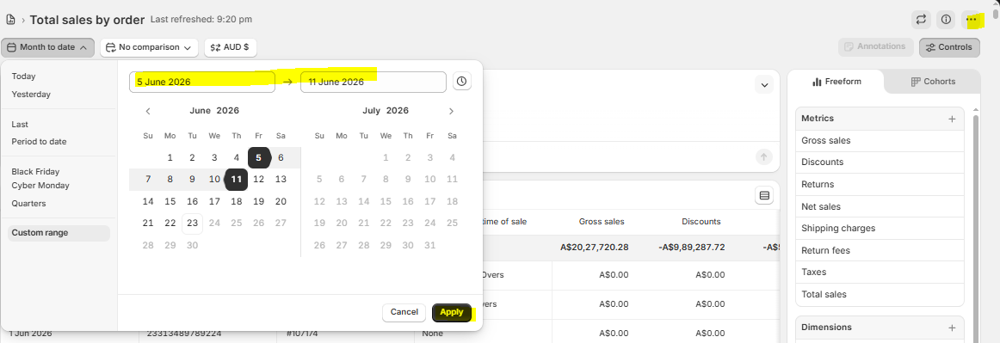 Total sales by order Last refreshed: 9:20 pm
Month to date No comparison AUD $ Annotations Controls
Today
Yesterday
Last
Period to date
Black Friday
Cyber Monday
Quarters
Custom range
5 June 2026 → 11 June 2026
June 2026
Su Mo Tu We Th Fr Sa
1 2 3 4 5 6
7 8 9 10 11 12 13
14 15 16 17 18 19 20
21 22 23 24 25 26 27
28 29 30
July 2026
Su Mo Tu We Th Fr Sa
1 2 3 4
5 6 7 8 9 10 11
12 13 14 15 16 17 18
19 20 21 22 23 24 25
26 27 28 29 30 31
Cancel Apply
time of sale Gross sales Discounts
A$20,27,720.28 -A$9,89,287.72
Overs A$0.00 A$0.00
A$0.00 A$0.00
1 Jun 2026 23313489789224 #107174 None
Freeform Cohorts
Metrics
Gross sales
Discounts
Returns
Net sales
Shipping charges
Return fees
Taxes
Total sales
Dimensions